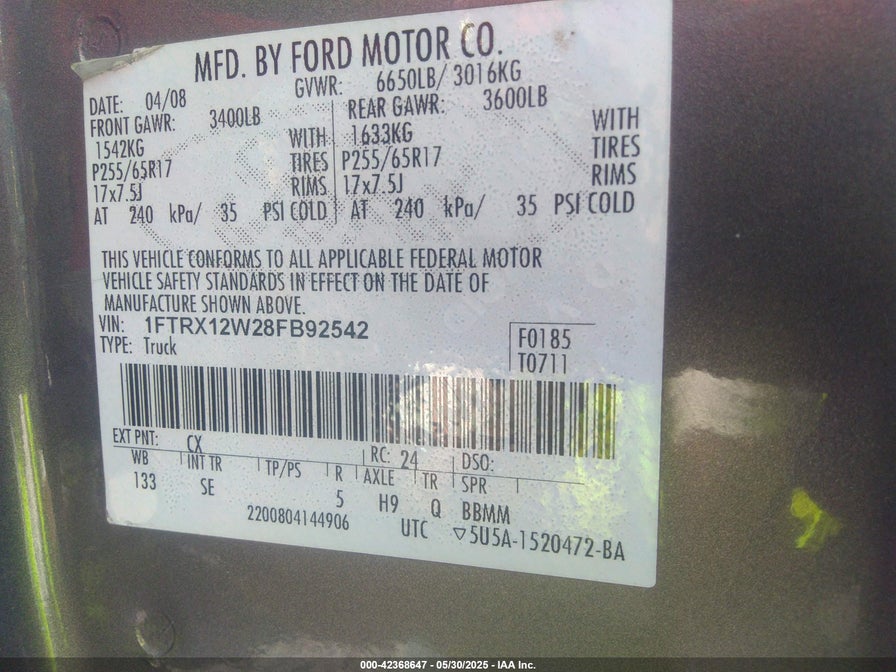 MFD. BY FORD MOTOR CO.
DATE: 04/08 GVWR: 6650LB/ 3016KG
FRONT GAWR: 3400LB REAR GAWR: 3600LB
1542KG WITH 1633KG WITH
P255/65R17 TIRES P255/65R17 TIRES
17x7.5J RIMS 17x7.5J RIMS
AT 240 kPa/ 35 PSI COLD AT 240 kPa/ 35 PSI COLD
THIS VEHICLE CONFORMS TO ALL APPLICABLE FEDERAL MOTOR
VEHICLE SAFETY STANDARDS IN EFFECT ON THE DATE OF
MANUFACTURE SHOWN ABOVE.
VIN: 1FTRX12W28FB92542
TYPE: Truck
F0185
T0711
EXT PNT: CX RC: 24 DSO:
WB INT TR TP/PS R AXLE TR SPR
133 SE 5 H9 Q BBMM
2200804144906 UTC ▽5U5A-1520472-BA
000-42368647 - 05/30/2025 - IAA Inc.